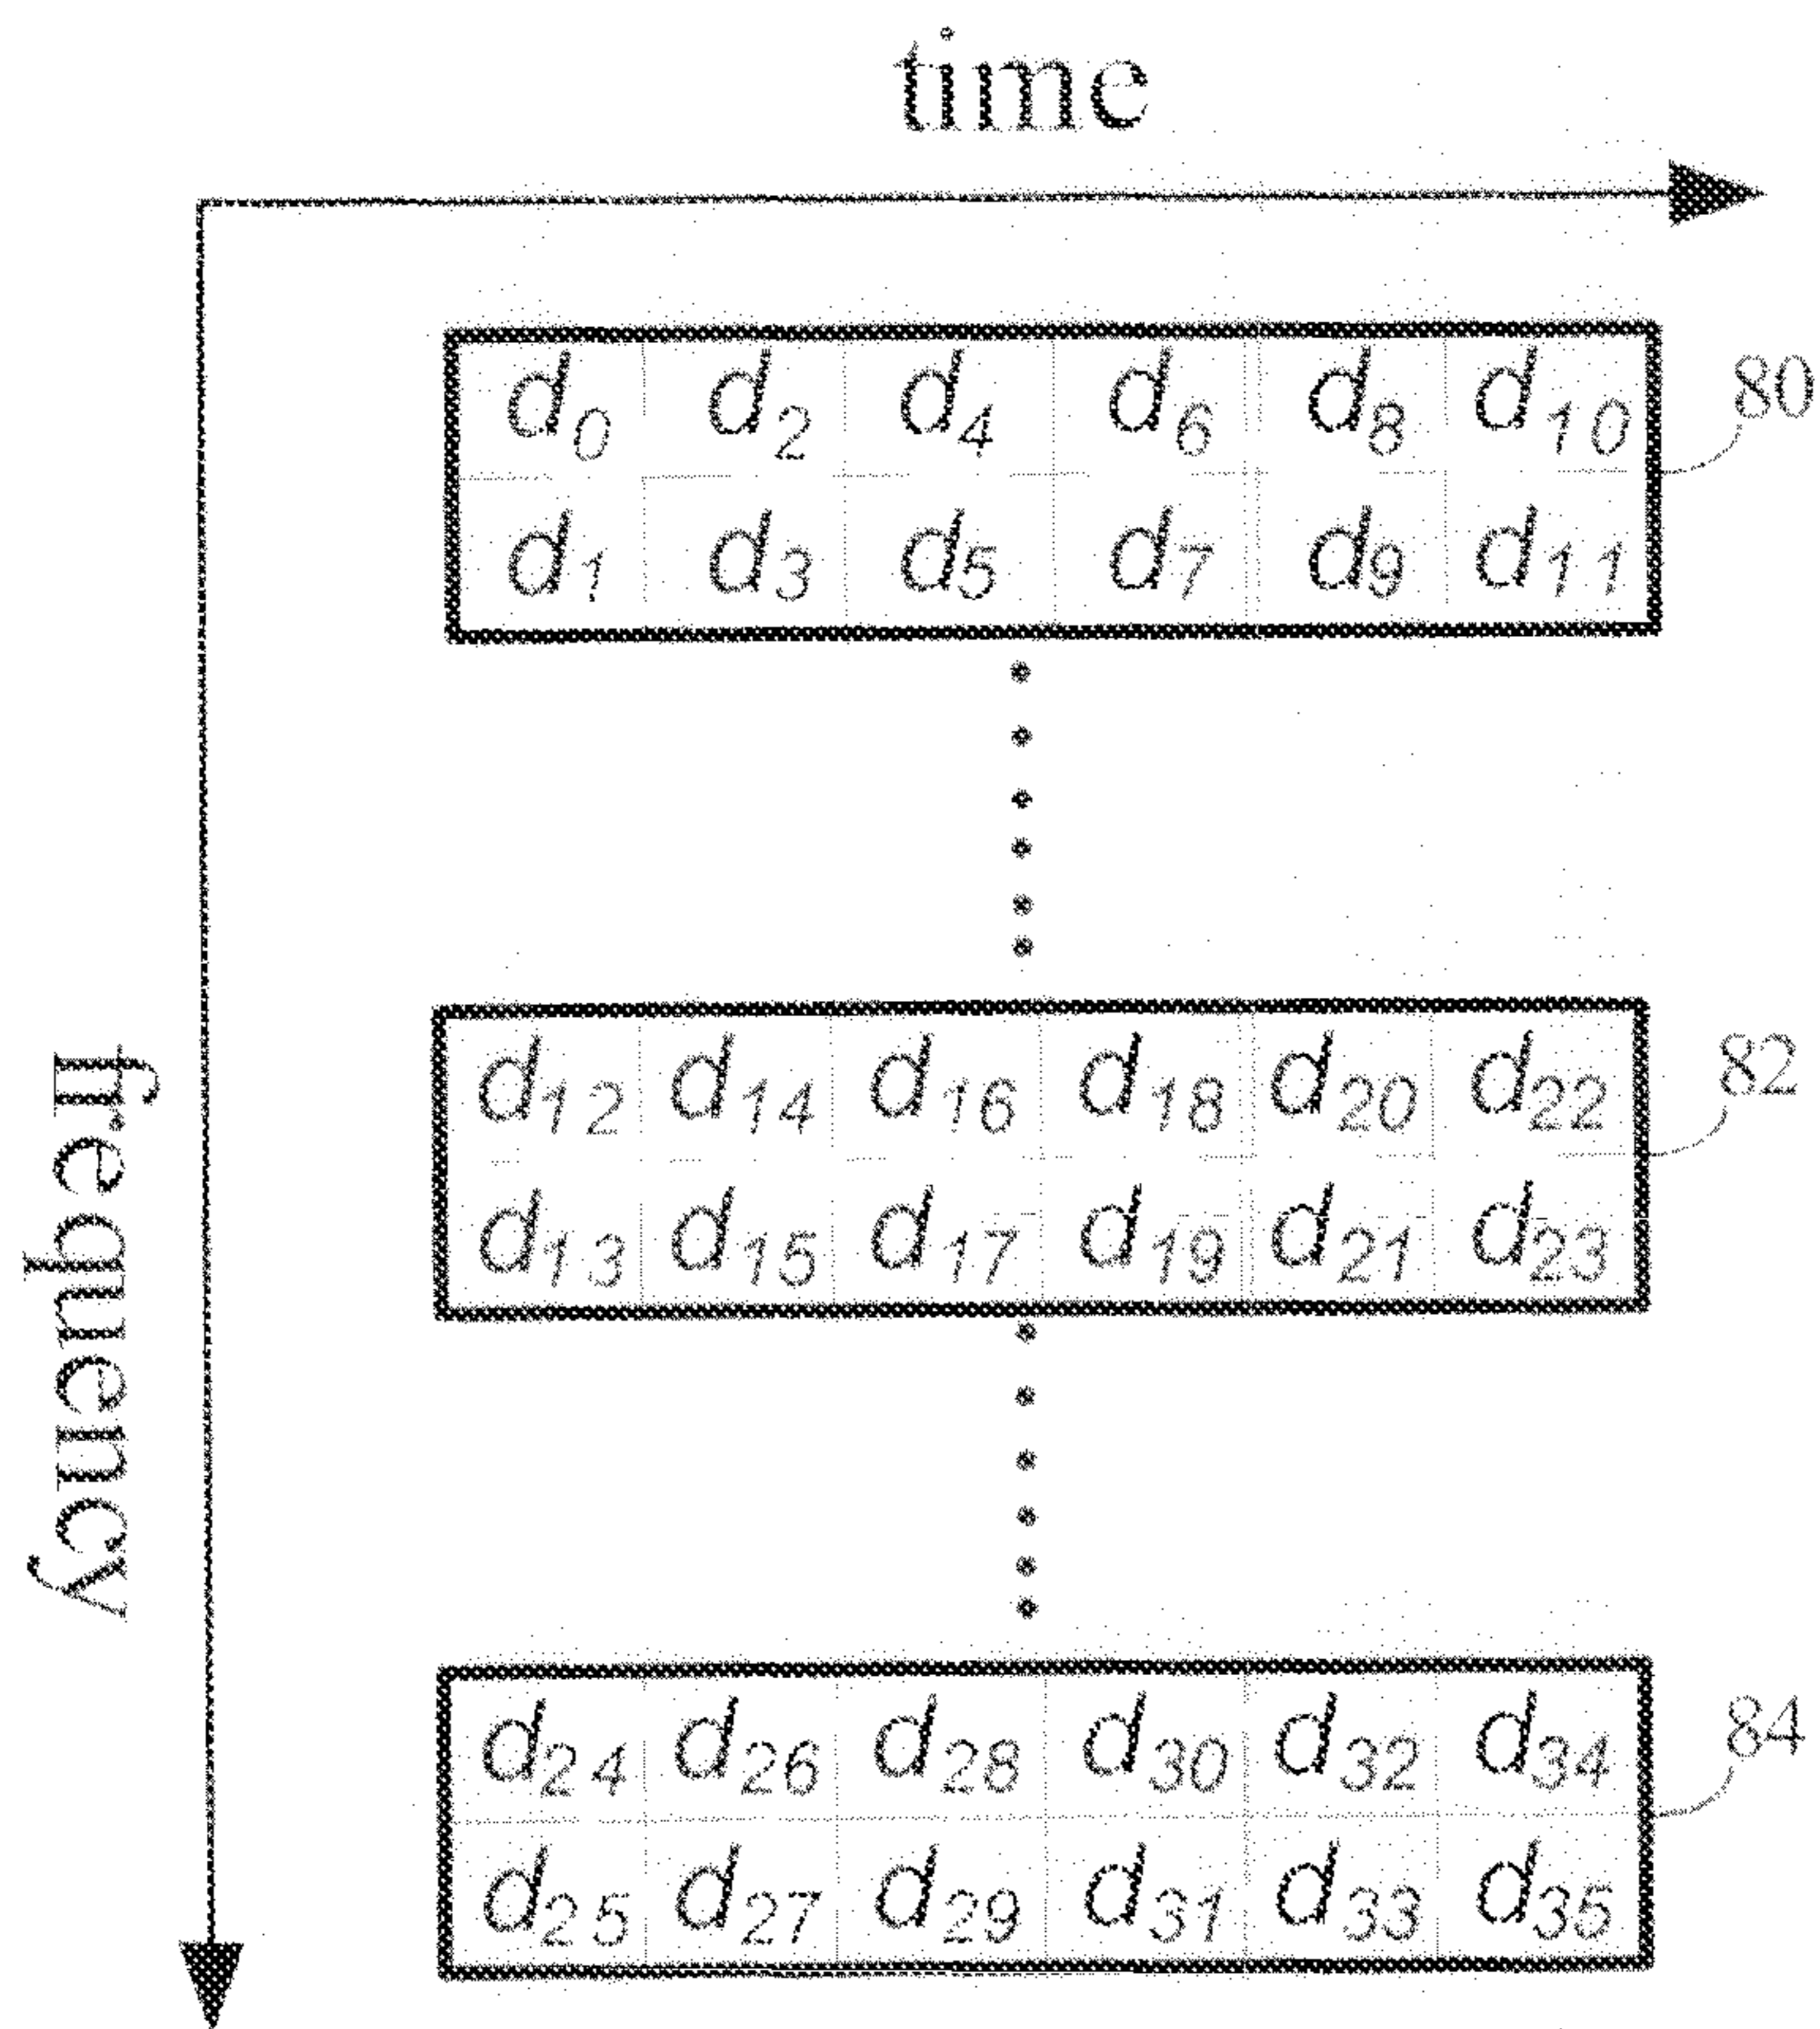 time
d0 d2 d4 d6 d8 d10 80
d1 d3 d5 d7 d9 d11
frequency
d12 d14 d16 d18 d20 d22 82
d13 d15 d17 d19 d21 d23
d24 d26 d28 d30 d32 d34 84
d25 d27 d29 d31 d33 d35